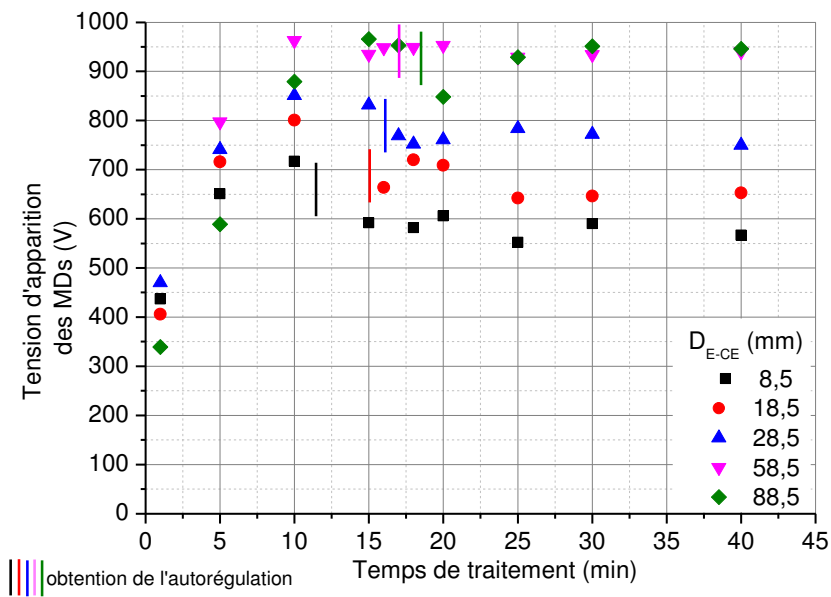 1000
900
800
700
600
500
400
300
200
100
0
Tension d'apparition
des MDs (V)
0 5 10 15 20 25 30 35 40 45
Temps de traitement (min)
D_E-CE (mm)
8,5
18,5
28,5
58,5
88,5
obtention de l'autorégulation